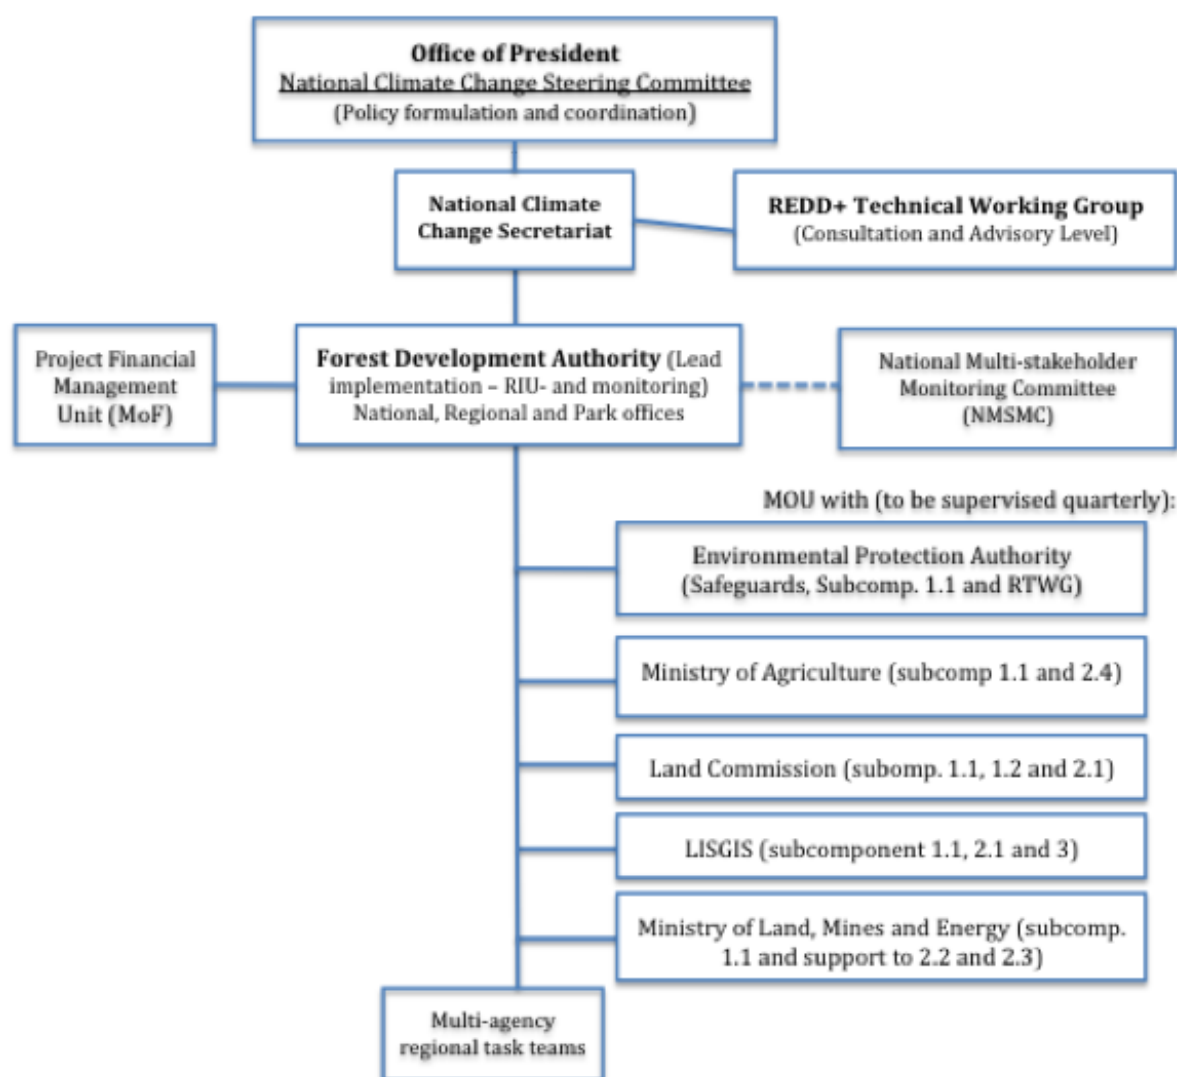 Office of President
National Climate Change Steering Committee
(Policy formulation and coordination)
National Climate
Change Secretariat
REDD+ Technical Working Group
(Consultation and Advisory Level)
Project Financial
Management
Unit (MoF)
Forest Development Authority (Lead
implementation – RIU- and monitoring)
National, Regional and Park offices
National Multi-stakeholder
Monitoring Committee
(NMSMC)
MOU with (to be supervised quarterly):
Environmental Protection Authority
(Safeguards, Subcomp. 1.1 and RTWG)
Ministry of Agriculture (subcomp 1.1 and 2.4)
Land Commission (subomp. 1.1, 1.2 and 2.1)
LISGIS (subcomponent 1.1, 2.1 and 3)
Ministry of Land, Mines and Energy (subcomp.
1.1 and support to 2.2 and 2.3)
Multi-agency
regional task teams